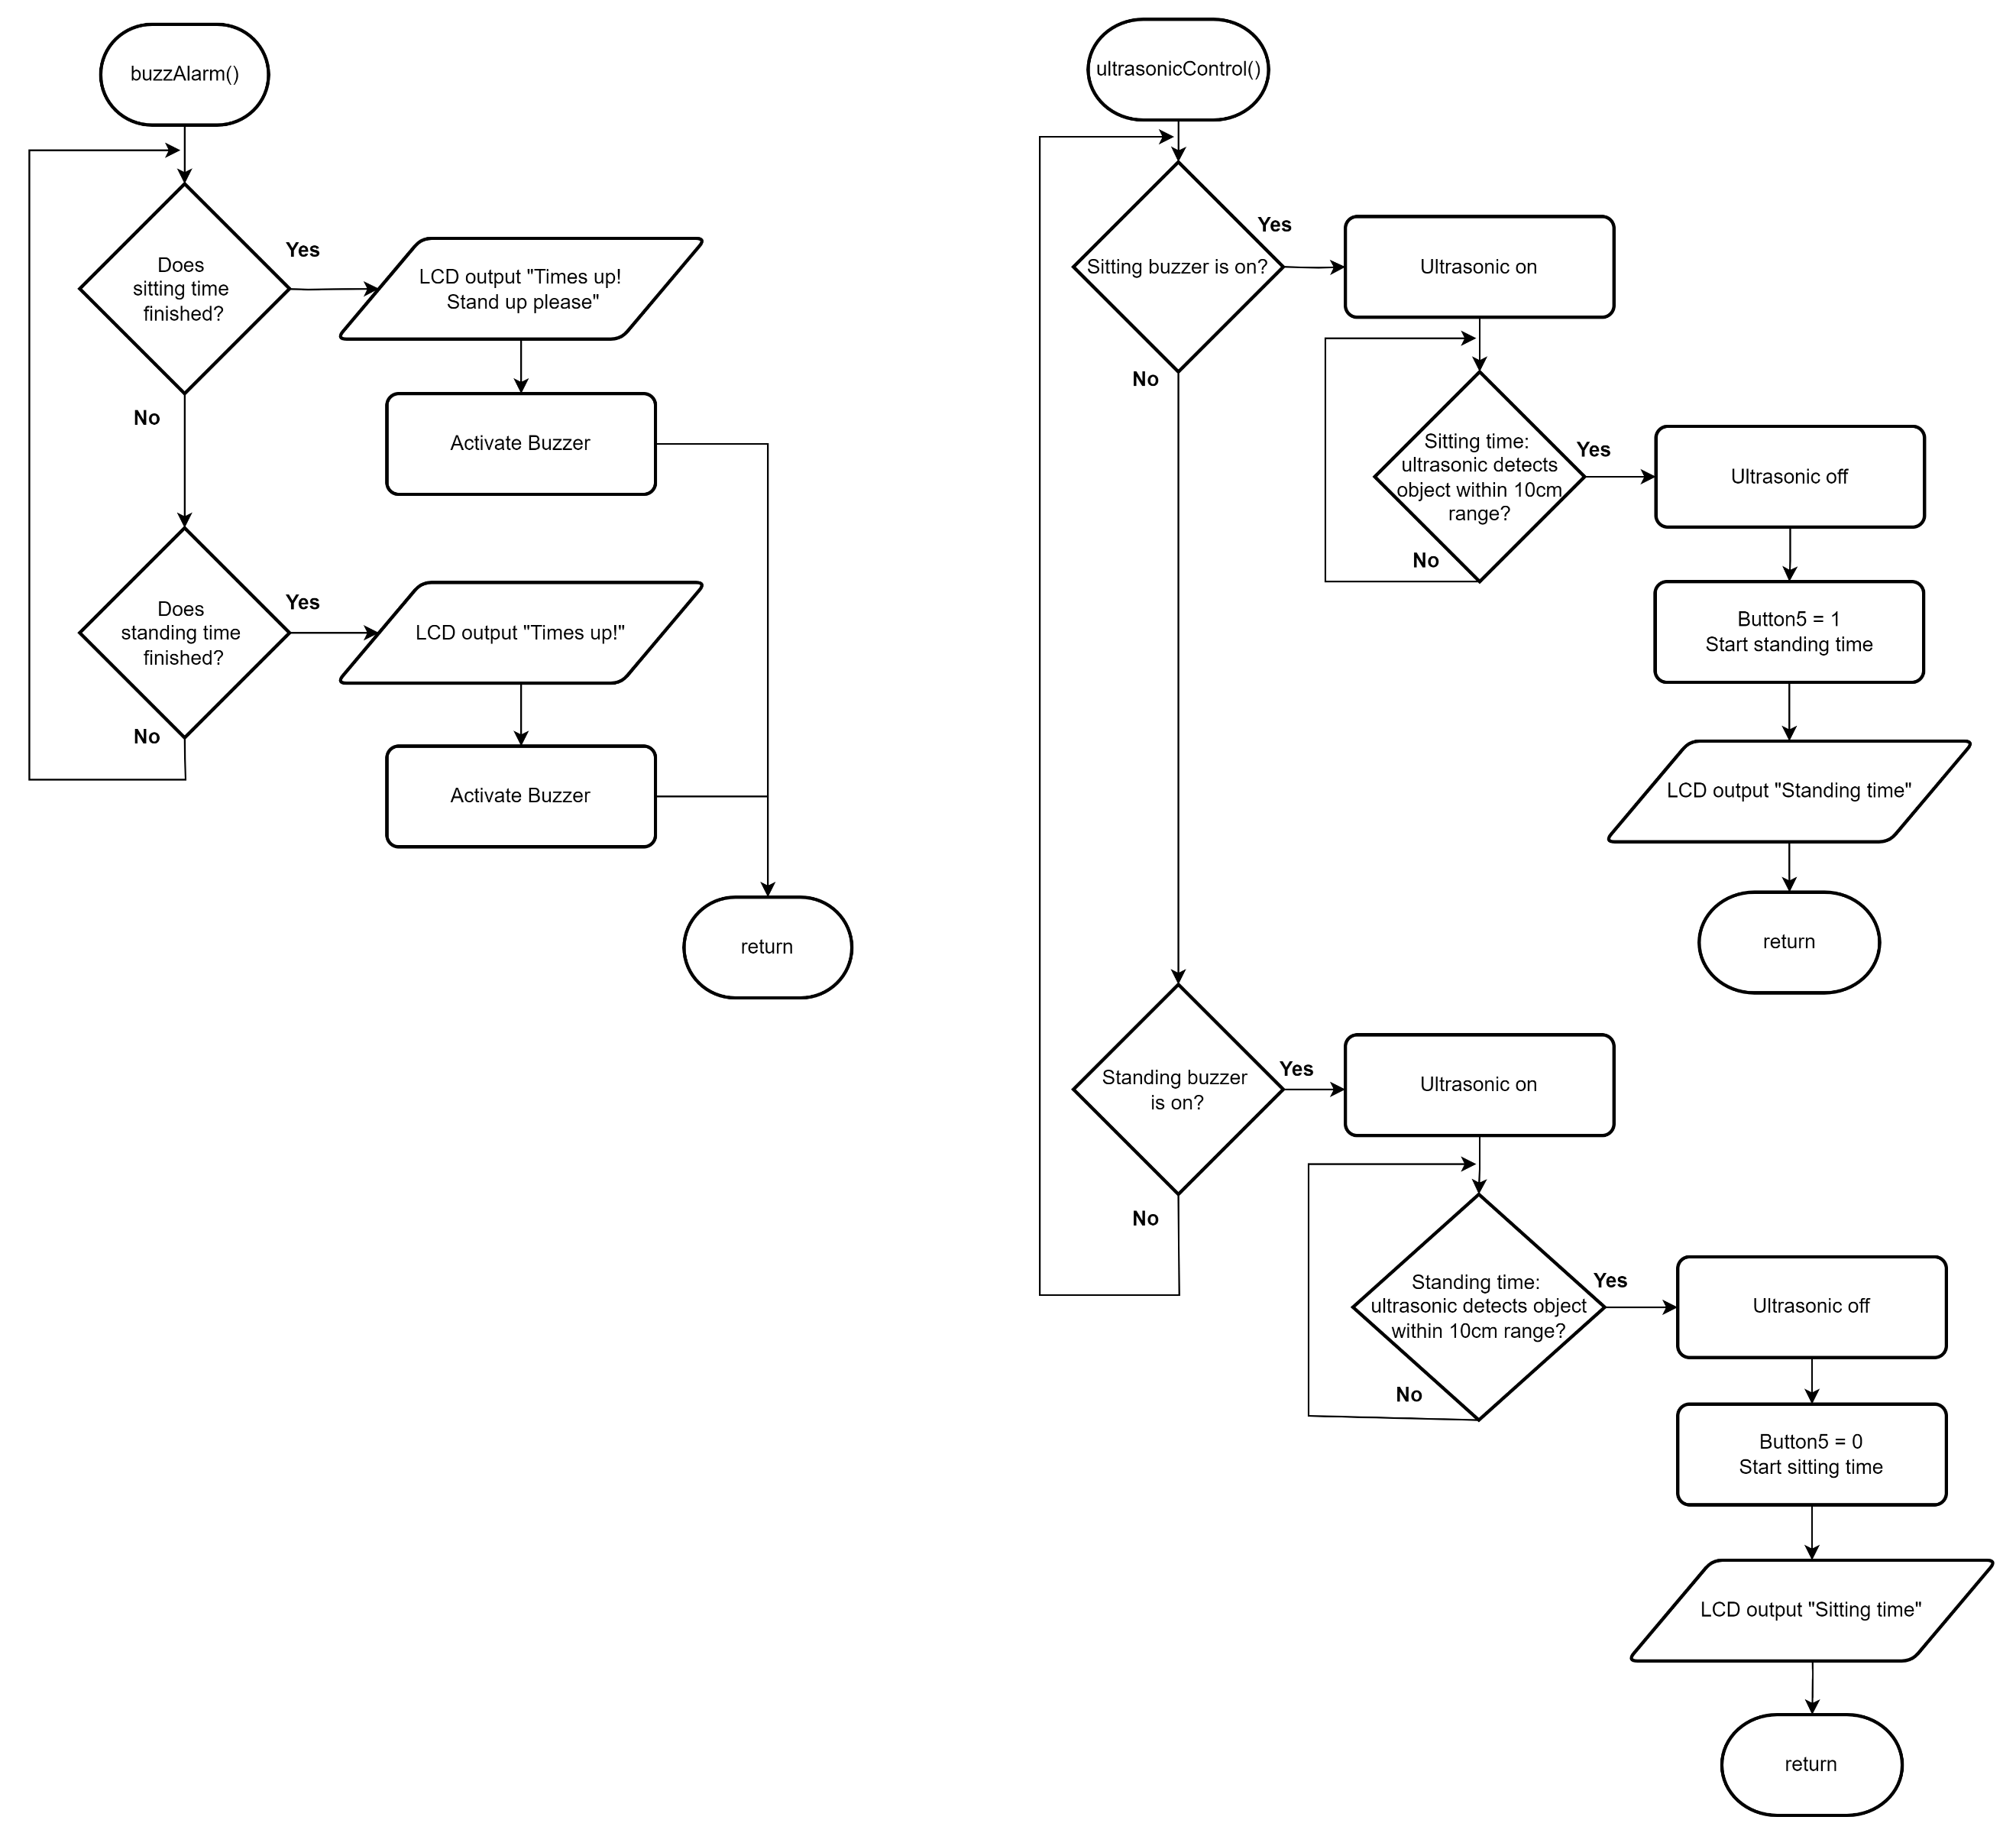 buzzAlarm()
Does
sitting time
finished?
Yes
LCD output "Times up!
Stand up please"
Activate Buzzer
No
Does
standing time
finished?
Yes
LCD output "Times up!"
No
Activate Buzzer
return
ultrasonicControl()
Sitting buzzer is on?
Yes
Ultrasonic on
No
Sitting time:
ultrasonic detects
object within 10cm
range?
Yes
Ultrasonic off
No
Button5 = 1
Start standing time
LCD output "Standing time"
return
Standing buzzer
is on?
Yes
Ultrasonic on
No
Standing time:
ultrasonic detects object
within 10cm range?
Yes
Ultrasonic off
No
Button5 = 0
Start sitting time
LCD output "Sitting time"
return